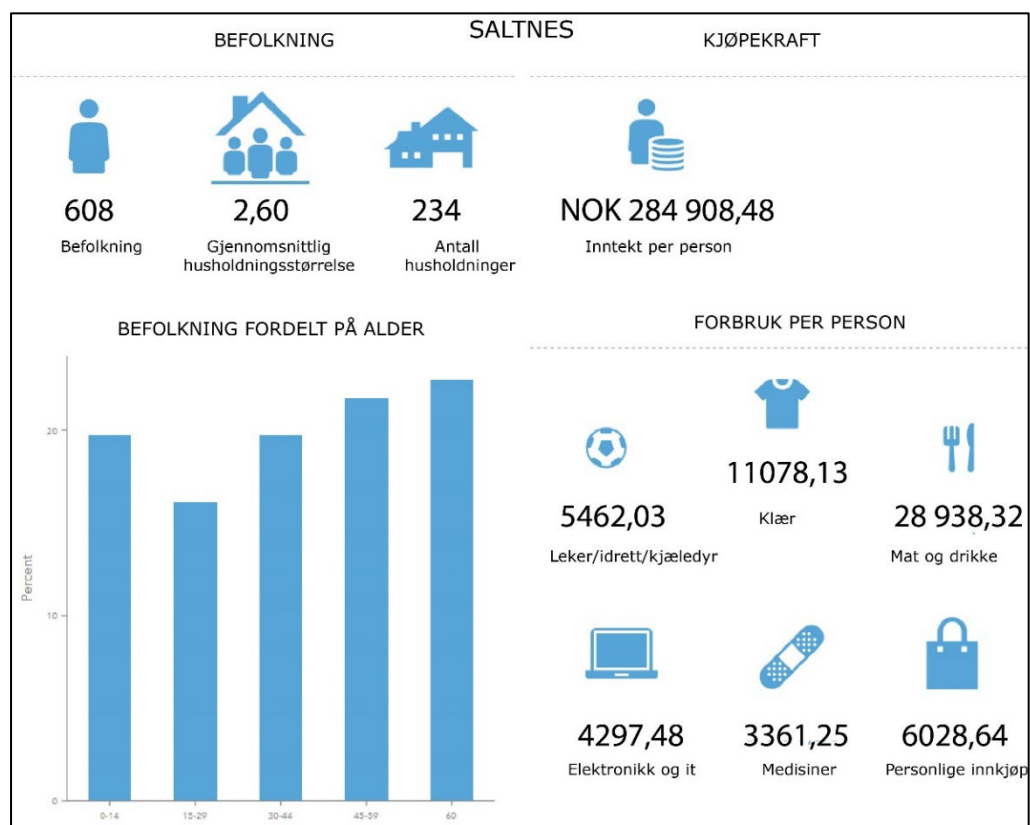 SALTNES
BEFOLKNING
608
Befolkning
2,60
Gjennomsnittlig
husholdningsstørrelse
234
Antall
husholdninger
KJØPEKRAFT
NOK 284 908,48
Inntekt per person
BEFOLKNING FORDELT PÅ ALDER
Percent
20
10
0
0-14
15-29
30-44
45-59
60
FORBRUK PER PERSON
5462,03
Leker/idrett/kjæledyr
11078,13
Klær
28 938,32
Mat og drikke
4297,48
Elektronikk og it
3361,25
Medisiner
6028,64
Personlige innkjøp